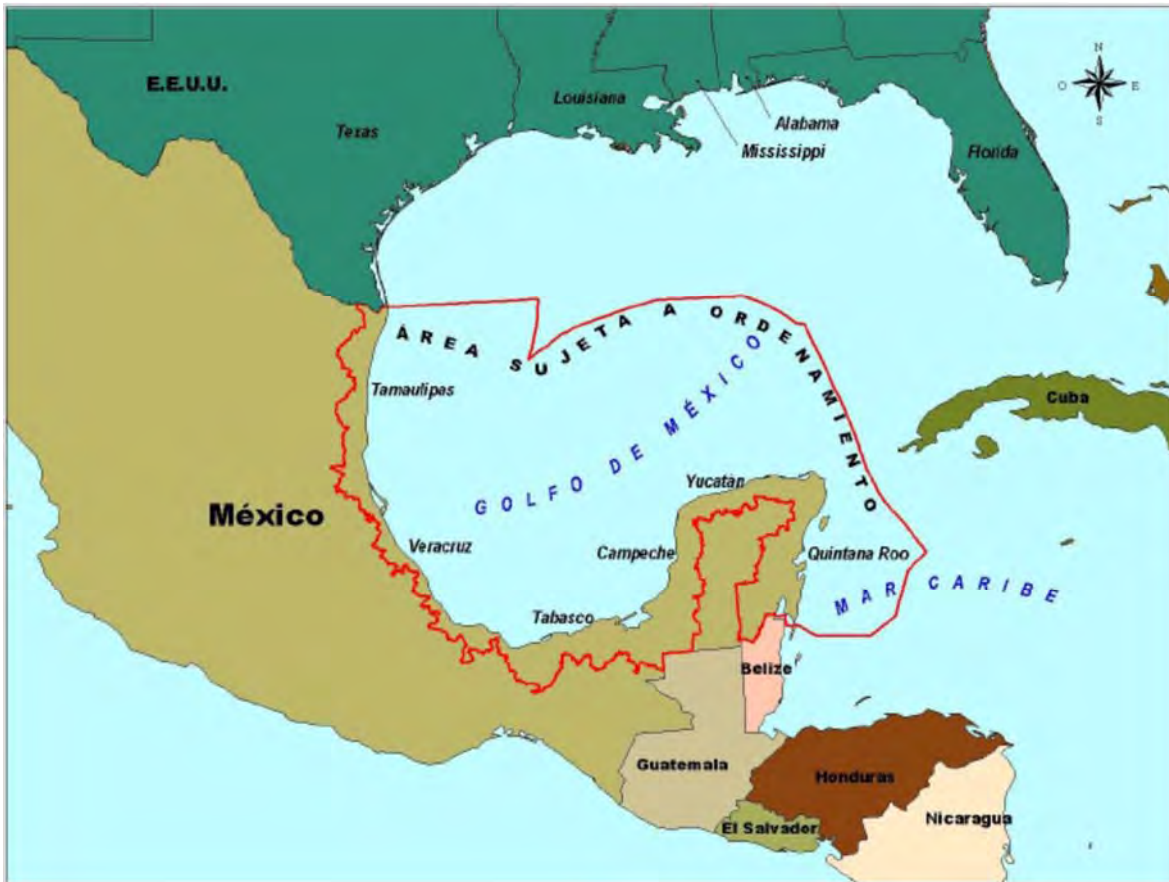 N
O E
S
E.E.U.U.
Texas
Louisiana
Alabama
Mississippi
Florida
ÁREA SUJETA A ORDENAMIENTO
Tamaulipas
GOLFO DE MÉXICO
Cuba
México
Yucatán
Veracruz
Campeche
Quintana Roo
MAR CARIBE
Tabasco
Belize
Guatemala
Honduras
El Salvador
Nicaragua